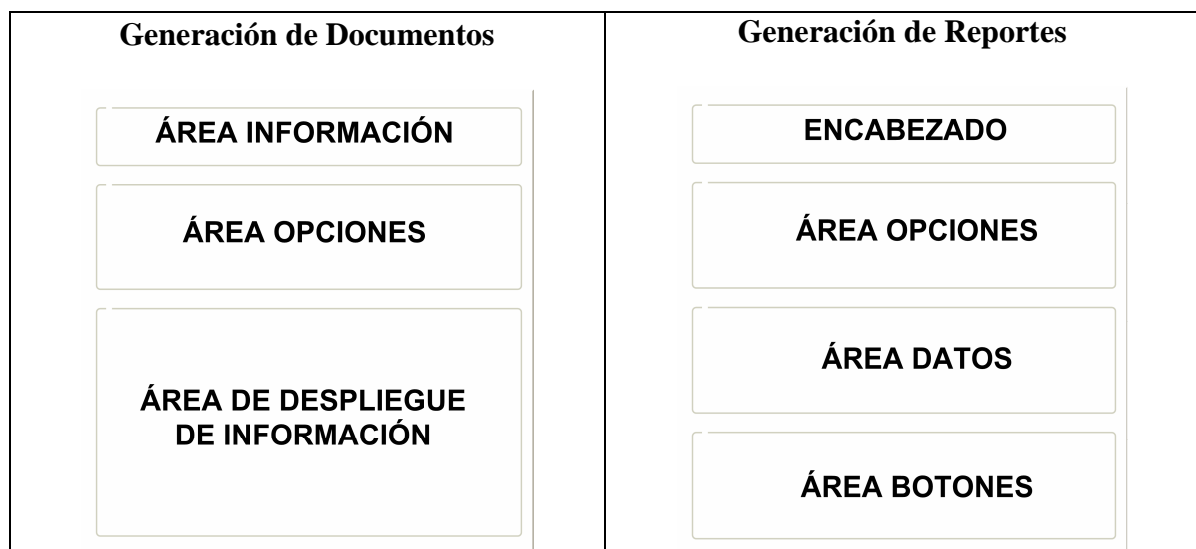 Generación de Documentos
ÁREA INFORMACIÓN
ÁREA OPCIONES
ÁREA DE DESPLIEGUE
DE INFORMACIÓN
Generación de Reportes
ENCABEZADO
ÁREA OPCIONES
ÁREA DATOS
ÁREA BOTONES